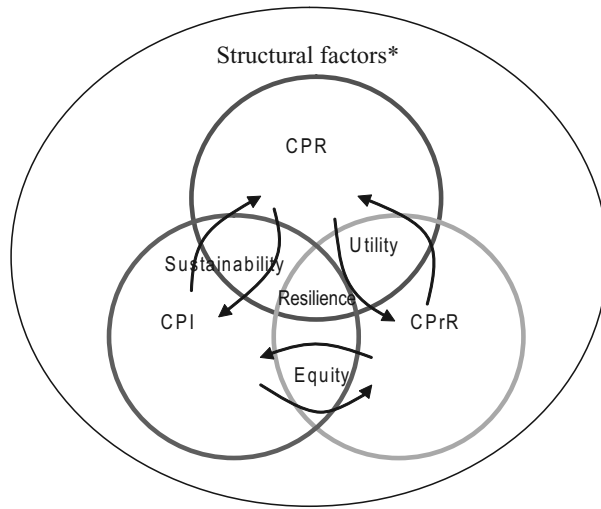 Structural factors*
CPR
Utility
Sustainability
Resilience
CPI
CPrR
Equity